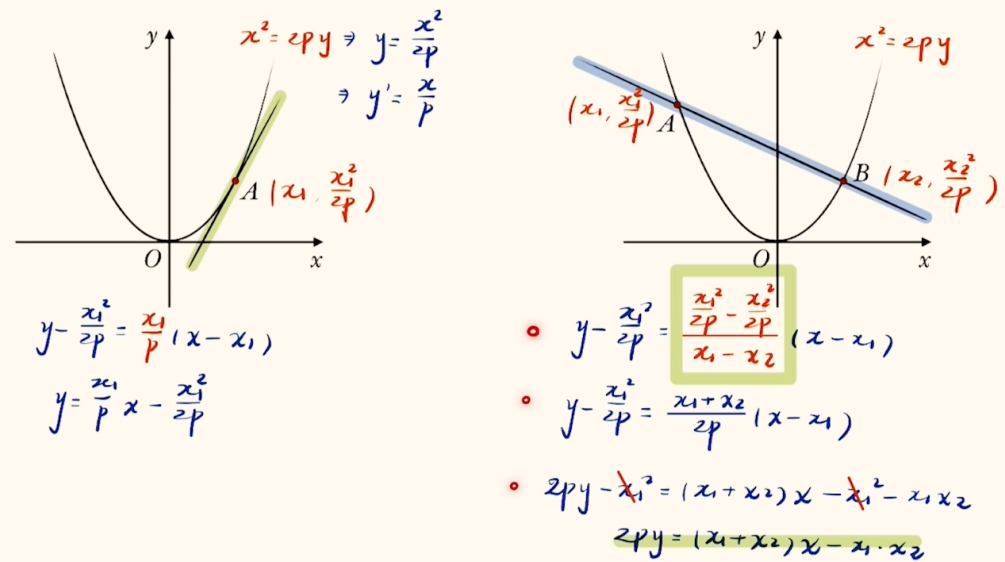 x² = 2py ⇒ y = x²/2p
⇒ y' = x/p
y
A (x₁, x₁²/2p)
O
x
y - x₁²/2p = x₁/p (x - x₁)
y = x₁/p x - x₁²/2p
y
x² = 2py
(x₁, x₁²/2p) A
B (x₂, x₂²/2p)
O
x
y - x₁²/2p = (x₁²/2p - x₂²/2p)/(x₁ - x₂) (x - x₁)
y - x₁²/2p = (x₁ + x₂)/2p (x - x₁)
2py - x₁² = (x₁ + x₂)x - x₁² - x₁x₂
2py = (x₁ + x₂)x - x₁·x₂